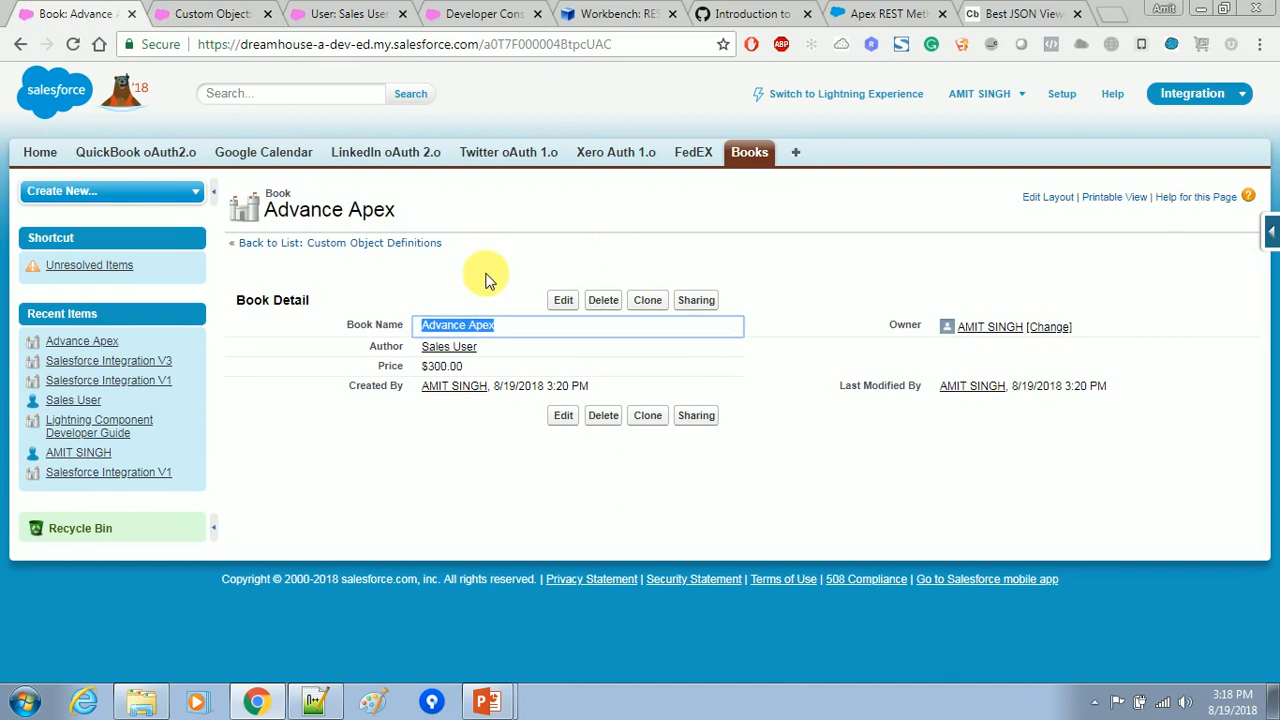 Book: Advance A
Custom Object:
User: Sales User
Developer Cons
Workbench: RES
Introduction to
Apex REST Met
Cb
Best JSON View
Amit
Secure
https://dreamhouse-a-dev-ed.my.salesforce.com/a0T7F000004BtpcUAC
ABP
salesforce
'18
Search...
Search
Switch to Lightning Experience
AMIT SINGH
Setup
Help
Integration
Home
QuickBook oAuth2.o
Google Calendar
LinkedIn oAuth 2.o
Twitter oAuth 1.o
Xero Auth 1.o
FedEX
Books
Create New...
Shortcut
Unresolved Items
Recent Items
Advance Apex
Salesforce Integration V3
Salesforce Integration V1
Sales User
Lightning Component
Developer Guide
AMIT SINGH
Salesforce Integration V1
Recycle Bin
Book
Advance Apex
Edit Layout | Printable View | Help for this Page
« Back to List: Custom Object Definitions
Book Detail
Edit
Delete
Clone
Sharing
Book Name
Advance Apex
Owner
AMIT SINGH [Change]
Author
Sales User
Price
$300.00
Created By
AMIT SINGH, 8/19/2018 3:20 PM
Last Modified By
AMIT SINGH, 8/19/2018 3:20 PM
Edit
Delete
Clone
Sharing
Copyright © 2000-2018 salesforce.com, inc. All rights reserved. | Privacy Statement | Security Statement | Terms of Use | 508 Compliance | Go to Salesforce mobile app
3:18 PM
8/19/2018